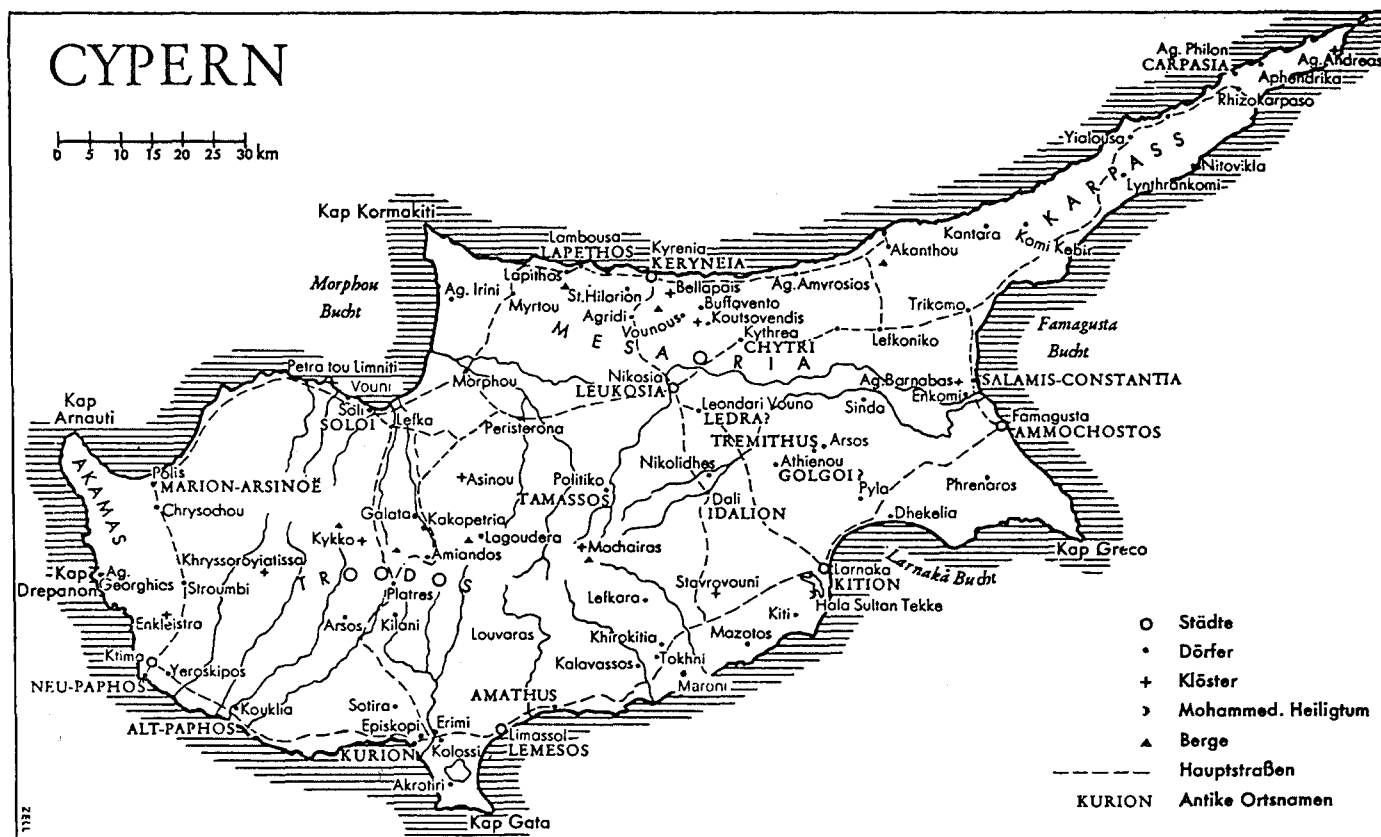 CYPERN
0 5 10 15 20 25 30 km
Ag. Philon
CARPASIA
Ag. Andreas
Aphendrika
Rhizokarpaso
Yialousa
Nitovikla
Lynthrankomi
KARPASS
Kap Kormakiti
Lambousa
LAPETHOS
Kyrenia
KERYNEIA
Kantara
Komi Kebir
Akanthou
Morphou
Bucht
Lapithos
Bellapais
Ag. Amvrosios
Ag. Irini
Myrtou
St. Hilarion
Buffavento
Trikomo
Agridi
Koutsovendis
Vounous
Famagusta
Bucht
MESAORIA
Kythrea
CHYTRI
Lefkoniko
Petra tou Limniti
Vouni
Morphou
Nikosia
LEUKOSIA
Ag. Barnabas
SALAMIS-CONSTANTIA
Enkomi
Kap
Arnauti
Soli
SOLOI
Lefka
Leondari Vouno
LEDRA?
Sinda
Famagusta
AMMOCHOSTOS
Peristerona
TREMITHUS
Arsos
AKAMAS
Polis
MARION-ARSINOË
Asinou
Politiko
TAMASSOS
Nikolidhes
Athienou
GOLGOI?
Phrenaros
Chrysochou
Pyla
Dali
IDALION
Galata
Kakopetria
Dhekelia
Kykko
Lagoudera
Machairas
Kap Greco
Khryssoroyiatissa
Amiandos
Larnaka Bucht
Kap
Drepanon
Ag.
Georghios
Stroumbi
TROODOS
Platres
Stavrovouni
Larnaka
KITION
Hala Sultan Tekke
Lefkara
Enkleistra
Arsos
Kilani
Louvaras
Khirokitia
Kiti
Mazotos
Ktima
Yeroskipos
Kalavassos
Tokhni
Maroni
NEU-PAPHOS
Kouklia
Sotira
AMATHUS
ALT-PAPHOS
Episkopi
Erimi
Limassol
LEMESOS
KURION
Kolossi
Akrotiri
Kap Gata
Städte
Dörfer
Klöster
Mohammed. Heiligtum
Berge
Hauptstraßen
KURION Antike Ortsnamen
ZELL